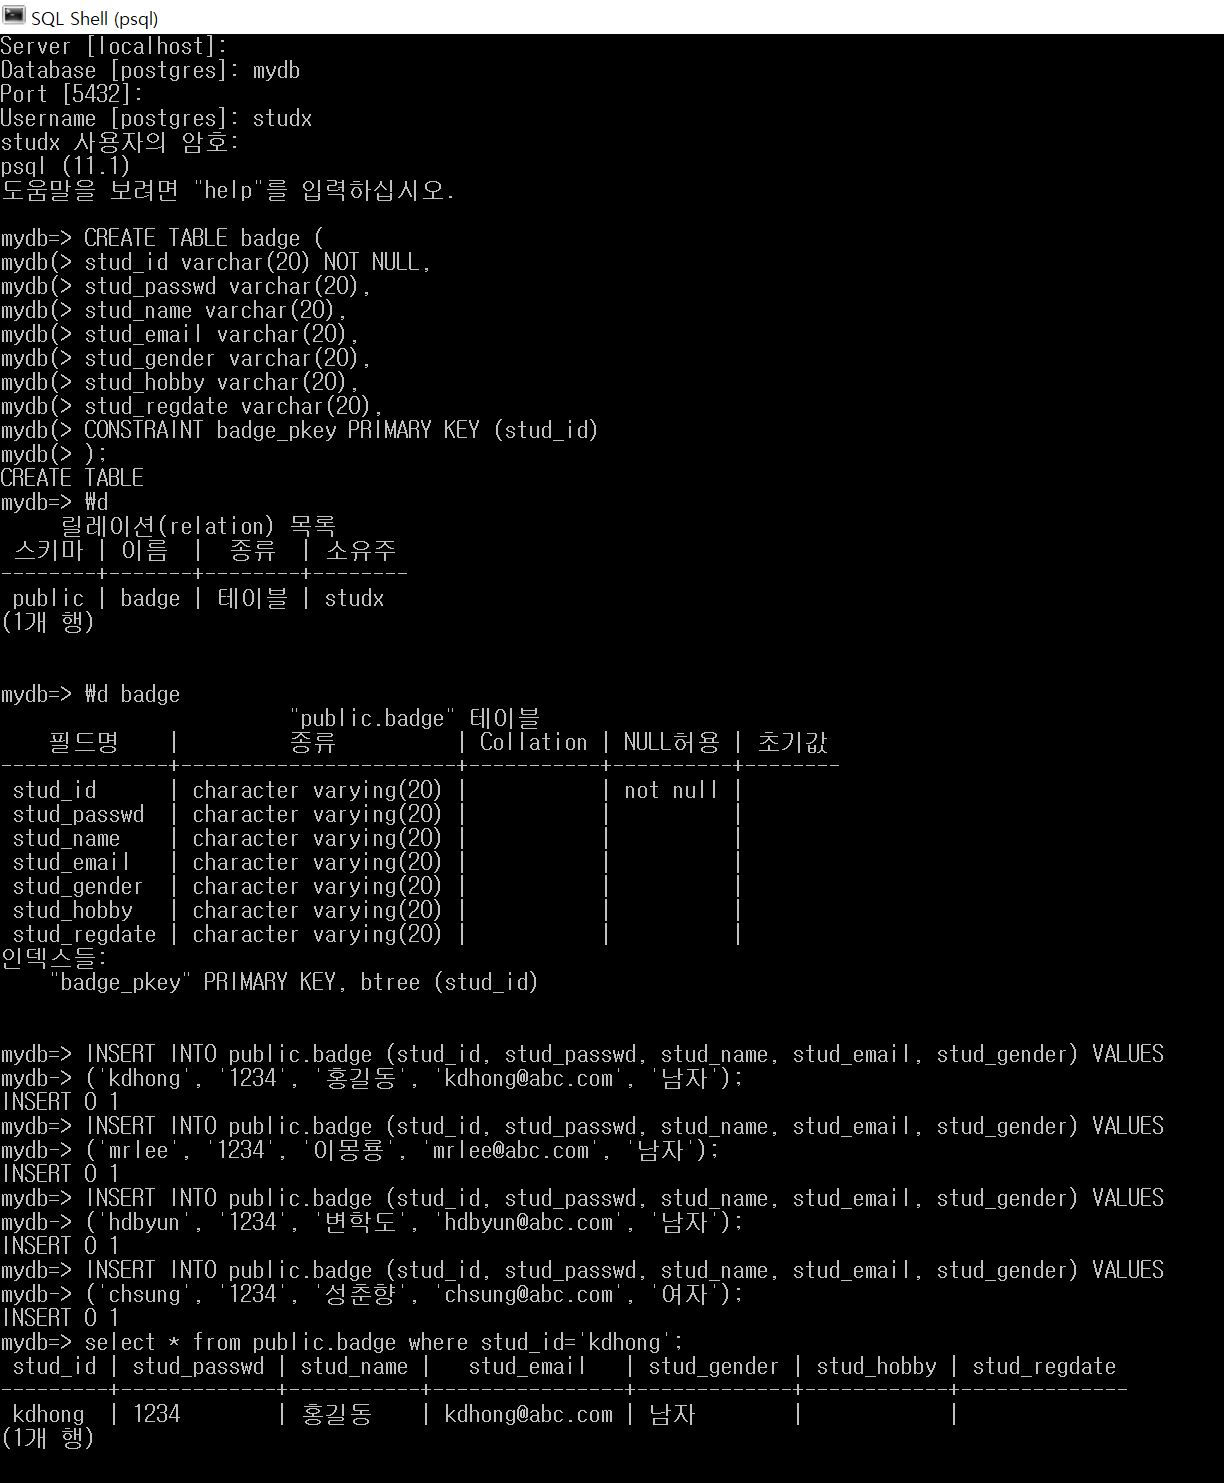 SQL Shell (psql)
Server [localhost]:
Database [postgres]: mydb
Port [5432]:
Username [postgres]: studx
studx 사용자의 암호:
psql (11.1)
도움말을 보려면 "help"를 입력하십시오.
mydb=> CREATE TABLE badge (
mydb(> stud_id varchar(20) NOT NULL,
mydb(> stud_passwd varchar(20),
mydb(> stud_name varchar(20),
mydb(> stud_email varchar(20),
mydb(> stud_gender varchar(20),
mydb(> stud_hobby varchar(20),
mydb(> stud_regdate varchar(20),
mydb(> CONSTRAINT badge_pkey PRIMARY KEY (stud_id)
mydb(> );
CREATE TABLE
mydb=> ₩d
릴레이션(relation) 목록
스키마 | 이름 | 종류 | 소유주
--------+-------+--------+--------
public | badge | 테이블 | studx
(1개 행)
mydb=> ₩d badge
"public.badge" 테이블
필드명 | 종류 | Collation | NULL허용 | 초기값
--------------+-----------------------+-----------+----------+--------
stud_id | character varying(20) | | not null |
stud_passwd | character varying(20) | | |
stud_name | character varying(20) | | |
stud_email | character varying(20) | | |
stud_gender | character varying(20) | | |
stud_hobby | character varying(20) | | |
stud_regdate | character varying(20) | | |
인덱스들:
"badge_pkey" PRIMARY KEY, btree (stud_id)
mydb=> INSERT INTO public.badge (stud_id, stud_passwd, stud_name, stud_email, stud_gender) VALUES
mydb-> ('kdhong', '1234', '홍길동', 'kdhong@abc.com', '남자');
INSERT 0 1
mydb=> INSERT INTO public.badge (stud_id, stud_passwd, stud_name, stud_email, stud_gender) VALUES
mydb-> ('mrlee', '1234', '이몽룡', 'mrlee@abc.com', '남자');
INSERT 0 1
mydb=> INSERT INTO public.badge (stud_id, stud_passwd, stud_name, stud_email, stud_gender) VALUES
mydb-> ('hdbyun', '1234', '변학도', 'hdbyun@abc.com', '남자');
INSERT 0 1
mydb=> INSERT INTO public.badge (stud_id, stud_passwd, stud_name, stud_email, stud_gender) VALUES
mydb-> ('chsung', '1234', '성춘향', 'chsung@abc.com', '여자');
INSERT 0 1
mydb=> select * from public.badge where stud_id='kdhong';
stud_id | stud_passwd | stud_name | stud_email | stud_gender | stud_hobby | stud_regdate
---------+-------------+-----------+----------------+-------------+------------+--------------
kdhong | 1234 | 홍길동 | kdhong@abc.com | 남자 | |
(1개 행)